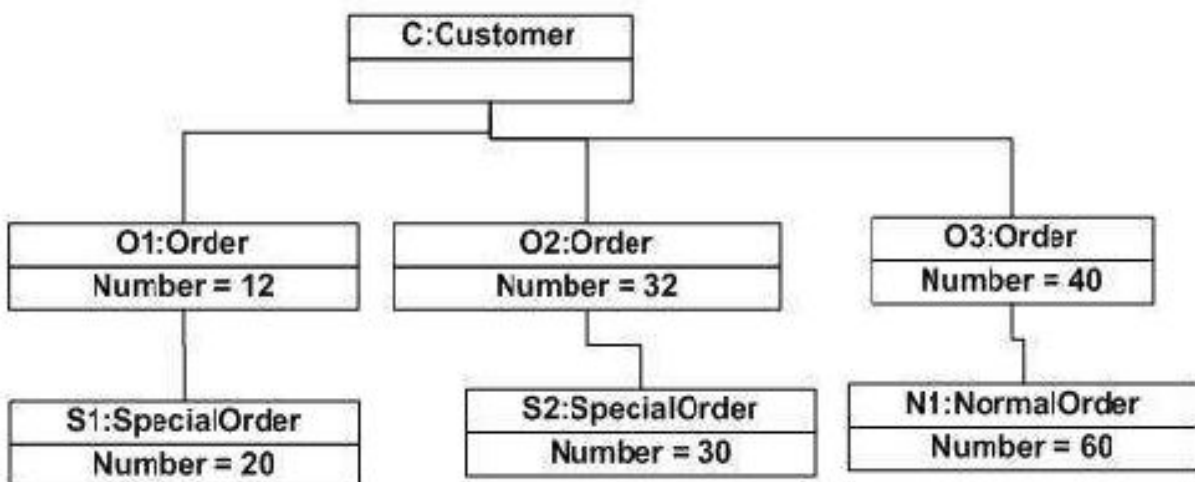 C:Customer
O1:Order
Number = 12
O2:Order
Number = 32
O3:Order
Number = 40
S1:SpecialOrder
Number = 20
S2:SpecialOrder
Number = 30
N1:NormalOrder
Number = 60